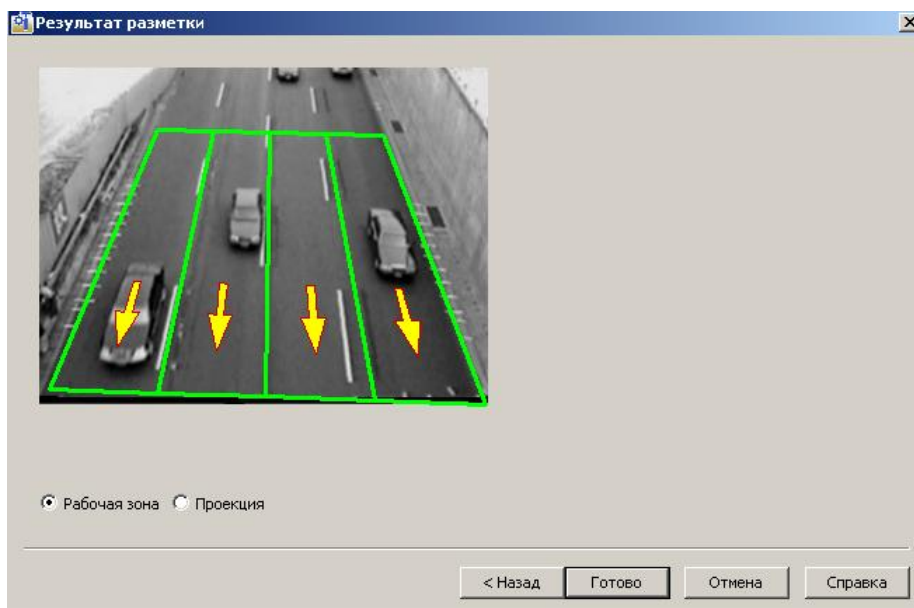 Результат разметки
Рабочая зона Проекция
< Назад Готово Отмена Справка